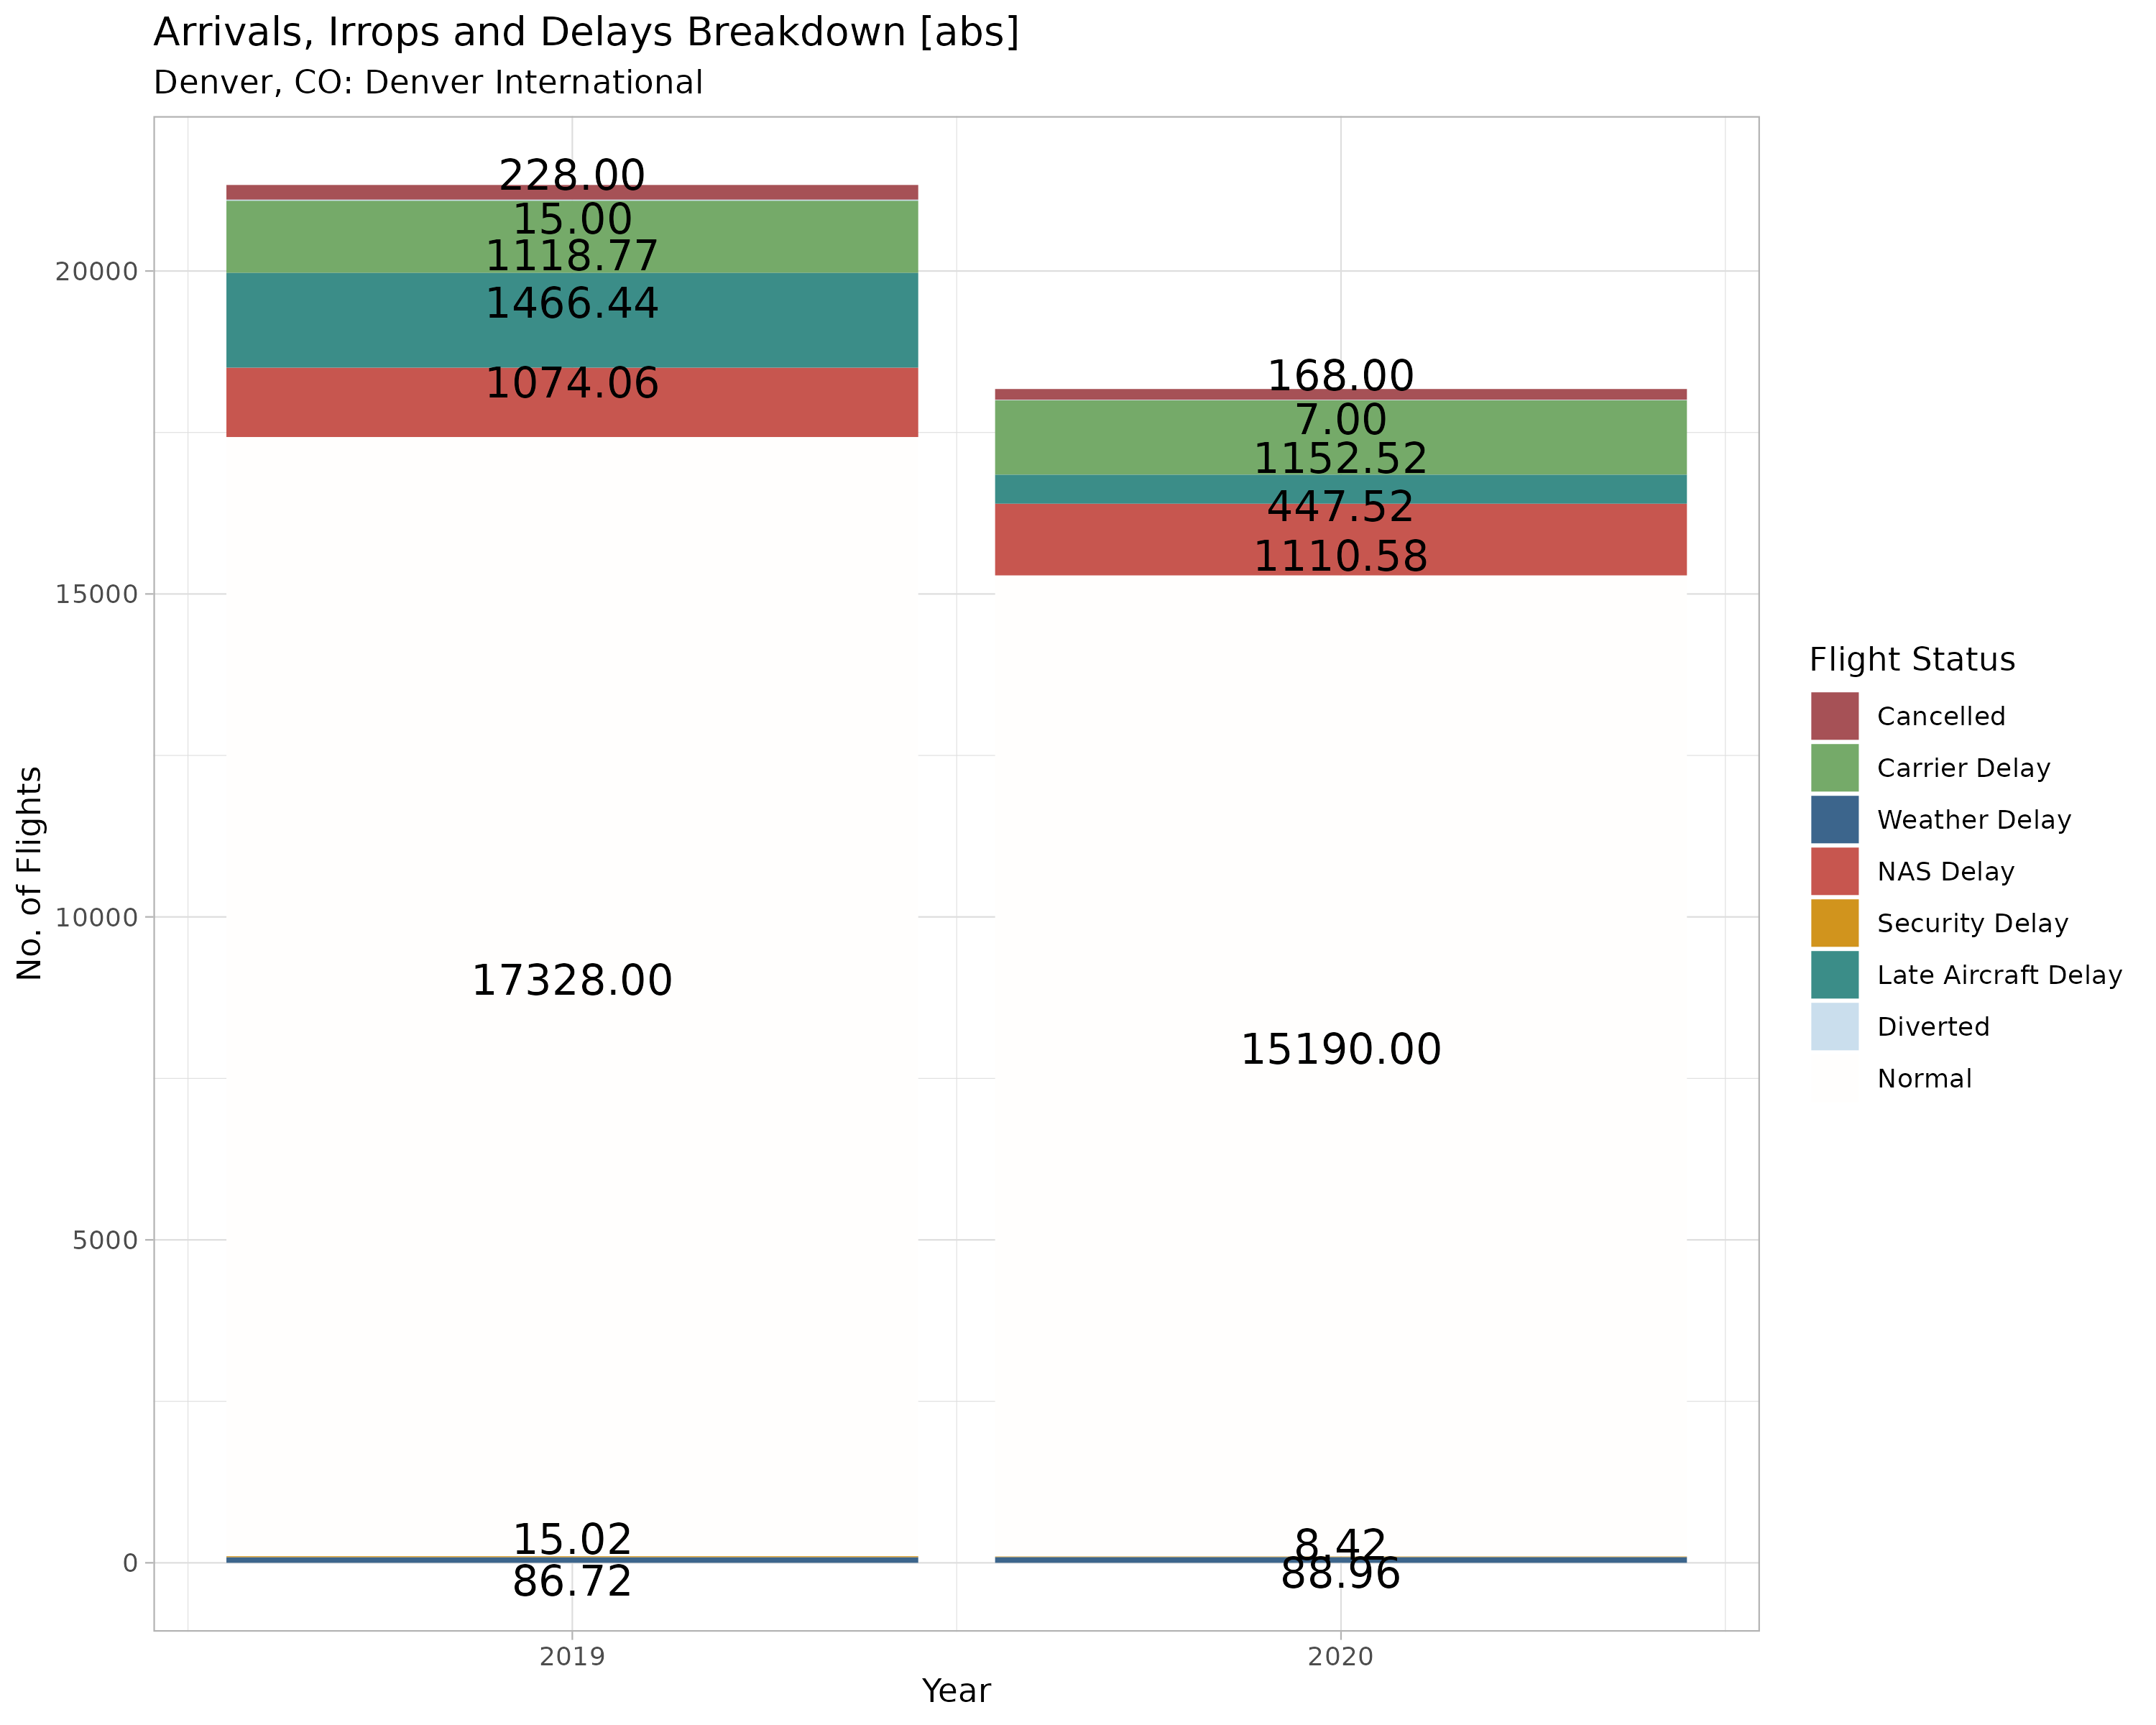 Arrivals, Irrops and Delays Breakdown [abs]
Denver, CO: Denver International
No. of Flights
20000
15000
10000
5000
0
228.00
15.00
1118.77
1466.44
1074.06
17328.00
15.02
86.72
168.00
7.00
1152.52
447.52
1110.58
15190.00
8.42
88.96
2019
2020
Year
Flight Status
Cancelled
Carrier Delay
Weather Delay
NAS Delay
Security Delay
Late Aircraft Delay
Diverted
Normal